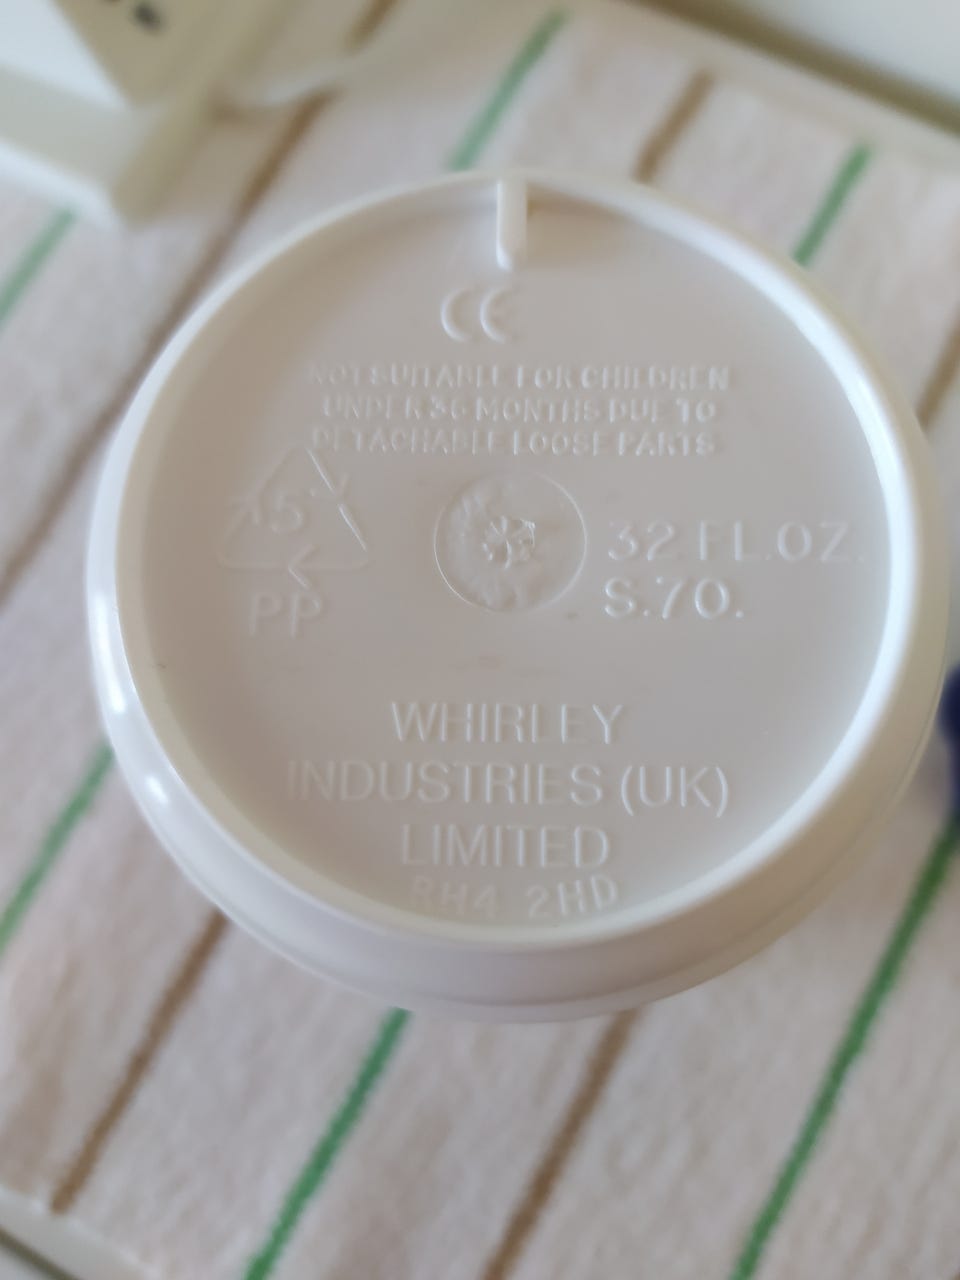 CE
NOT SUITABLE FOR CHILDREN
UNDER 36 MONTHS DUE TO
DETACHABLE LOOSE PARTS
5
PP
32 FL.OZ.
S.70.
WHIRLEY
INDUSTRIES (UK)
LIMITED
RH4 2HD